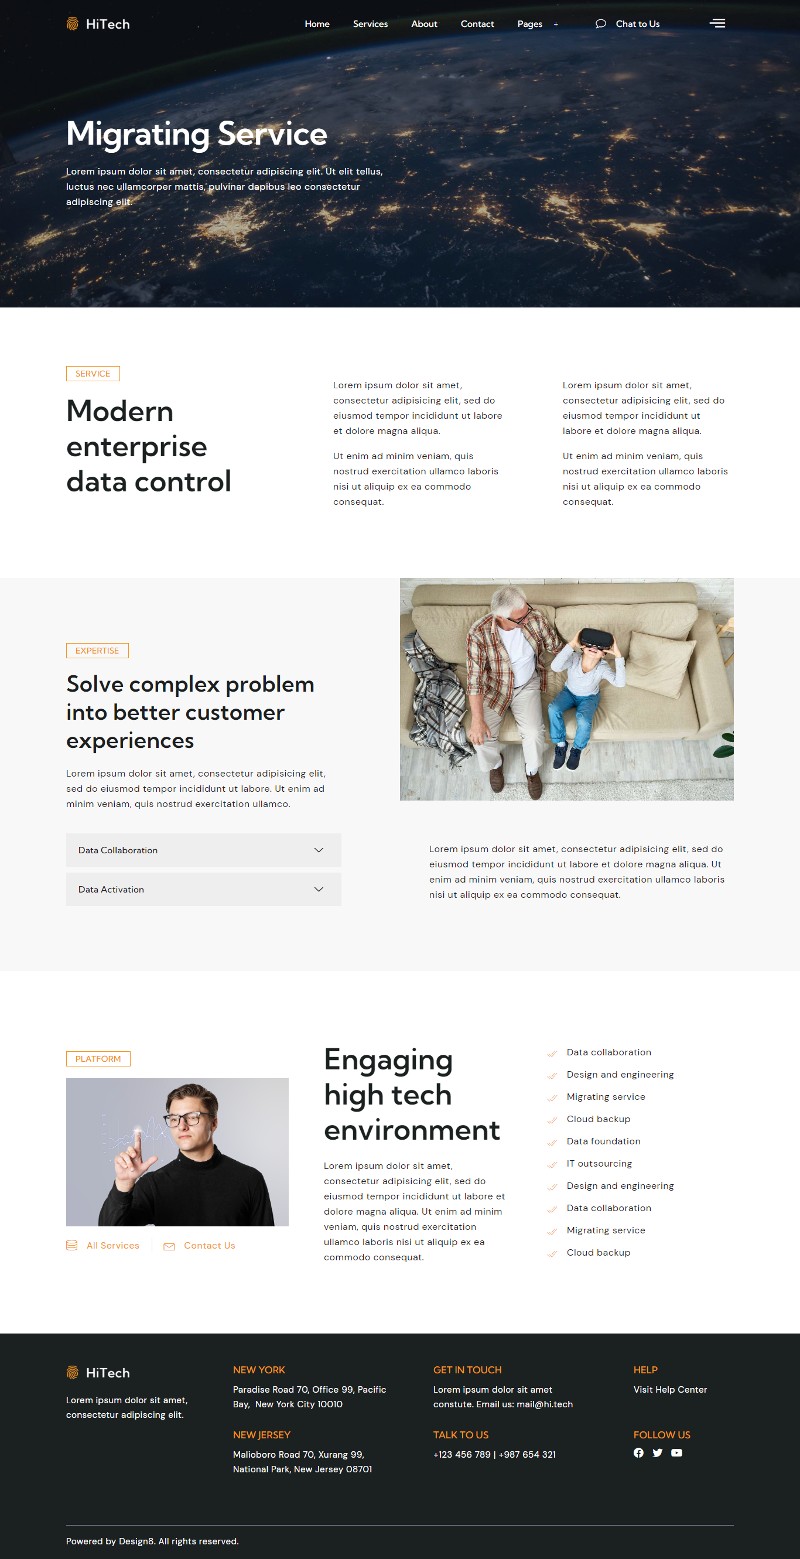 HiTech
Home Services About Contact Pages Chat to Us
Migrating Service
Lorem ipsum dolor sit amet, consectetur adipiscing elit. Ut elit tellus,
luctus nec ullamcorper mattis, pulvinar dapibus leo consectetur
adipiscing elit.
SERVICE
Modern
enterprise
data control
Lorem ipsum dolor sit amet,
consectetur adipisicing elit, sed do
eiusmod tempor incididunt ut labore
et dolore magna aliqua.
Ut enim ad minim veniam, quis
nostrud exercitation ullamco laboris
nisi ut aliquip ex ea commodo
consequat.
Lorem ipsum dolor sit amet,
consectetur adipisicing elit, sed do
eiusmod tempor incididunt ut
labore et dolore magna aliqua.
Ut enim ad minim veniam, quis
nostrud exercitation ullamco laboris
nisi ut aliquip ex ea commodo
consequat.
EXPERTISE
Solve complex problem
into better customer
experiences
Lorem ipsum dolor sit amet, consectetur adipisicing elit,
sed do eiusmod tempor incididunt ut labore. Ut enim ad
minim veniam, quis nostrud exercitation ullamco.
Data Collaboration
Data Activation
Lorem ipsum dolor sit amet, consectetur adipisicing elit, sed do
eiusmod tempor incididunt ut labore et dolore magna aliqua. Ut
enim ad minim veniam, quis nostrud exercitation ullamco laboris
nisi ut aliquip ex ea commodo consequat.
PLATFORM
All Services
Contact Us
Engaging
high tech
environment
Lorem ipsum dolor sit amet,
consectetur adipisicing elit, sed do
eiusmod tempor incididunt ut labore et
dolore magna aliqua. Ut enim ad minim
veniam, quis nostrud exercitation
ullamco laboris nisi ut aliquip ex ea
commodo consequat.
Data collaboration
Design and engineering
Migrating service
Cloud backup
Data foundation
IT outsourcing
Design and engineering
Data collaboration
Migrating service
Cloud backup
HiTech
Lorem ipsum dolor sit amet,
consectetur adipiscing elit.
NEW YORK
Paradise Road 70, Office 99, Pacific
Bay, New York City 10010
NEW JERSEY
Malioboro Road 70, Xurang 99,
National Park, New Jersey 08701
GET IN TOUCH
Lorem ipsum dolor sit amet
constute. Email us: mail@hi.tech
TALK TO US
+123 456 789 | +987 654 321
HELP
Visit Help Center
FOLLOW US
Powered by Design8. All rights reserved.